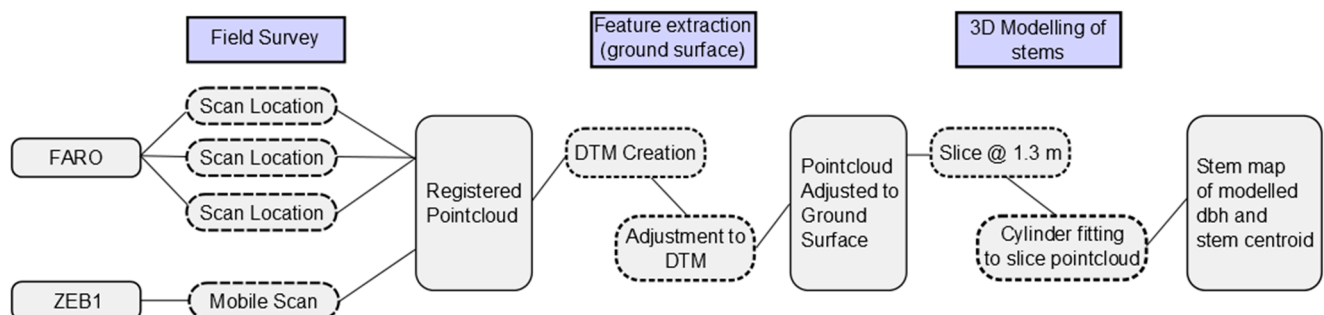 Field Survey
Feature extraction
(ground surface)
3D Modelling of
stems
FARO
Scan Location
Scan Location
Scan Location
ZEB1
Mobile Scan
Registered
Pointcloud
DTM Creation
Adjustment to
DTM
Pointcloud
Adjusted to
Ground
Surface
Slice @ 1.3 m
Cylinder fitting
to slice pointcloud
Stem map
of modelled
dbh and
stem centroid